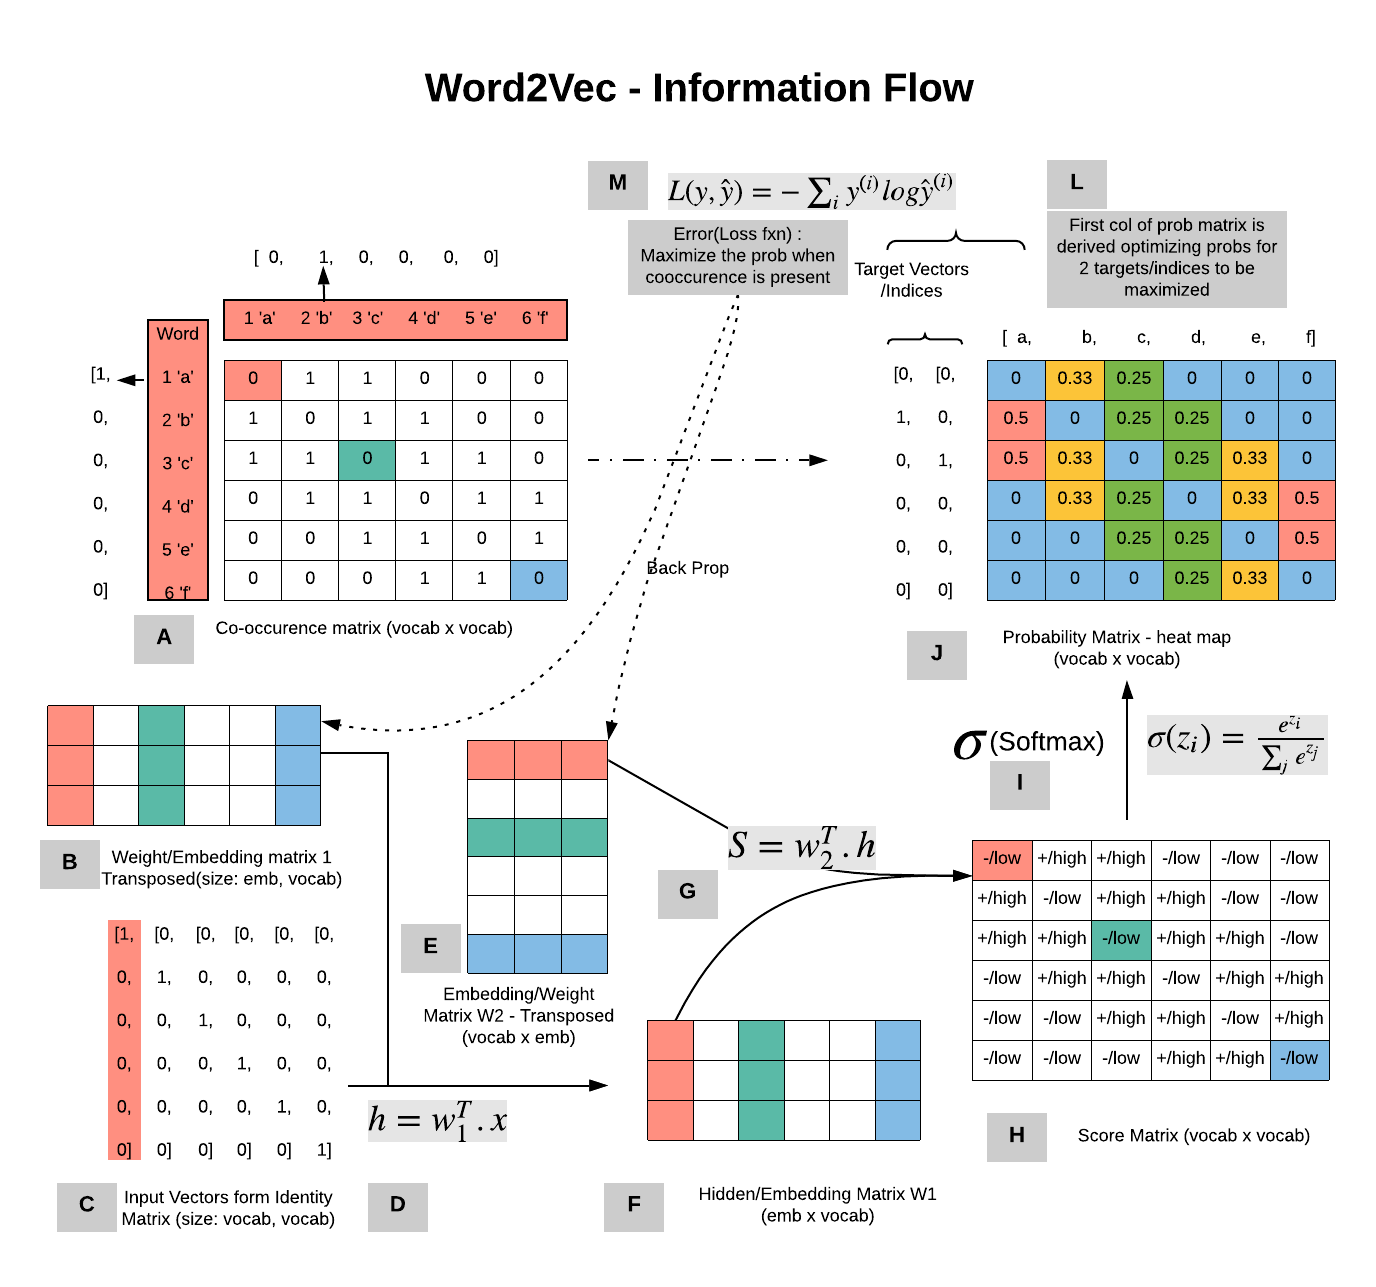 Word2Vec - Information Flow
M
L(y, ŷ) = − ∑_i y^(i) log ŷ^(i)
L
Error(Loss fxn) :
Maximize the prob when
cooccurence is present
First col of prob matrix is
derived optimizing probs for
2 targets/indices to be
maximized
Target Vectors
/Indices
[ 0, 1, 0, 0, 0, 0]
1 'a' 2 'b' 3 'c' 4 'd' 5 'e' 6 'f'
Word
[1, 1 'a' 0 1 1 0 0 0
0, 2 'b' 1 0 1 1 0 0
0, 3 'c' 1 1 0 1 1 0
0, 4 'd' 0 1 1 0 1 1
0, 5 'e' 0 0 1 1 0 1
0] 6 'f' 0 0 0 1 1 0
A
Co-occurence matrix (vocab x vocab)
Back Prop
[ a, b, c, d, e, f]
[0, [0, 0 0.33 0.25 0 0 0
1, 0, 0.5 0 0.25 0.25 0 0
0, 1, 0.5 0.33 0 0.25 0.33 0
0, 0, 0 0.33 0.25 0 0.33 0.5
0, 0, 0 0 0.25 0.25 0 0.5
0] 0] 0 0 0 0.25 0.33 0
J
Probability Matrix - heat map
(vocab x vocab)
σ (Softmax)
σ(z_i) = e^{z_i} / ∑_j e^{z_j}
I
B
Weight/Embedding matrix 1
Transposed(size: emb, vocab)
[1, [0, [0, [0, [0, [0,
0, 1, 0, 0, 0, 0,
0, 0, 1, 0, 0, 0,
0, 0, 0, 1, 0, 0,
0, 0, 0, 0, 1, 0,
0] 0] 0] 0] 0] 1]
C
Input Vectors form Identity
Matrix (size: vocab, vocab)
h = w_1^T . x
D
E
Embedding/Weight
Matrix W2 - Transposed
(vocab x emb)
S = w_2^T . h
G
F
Hidden/Embedding Matrix W1
(emb x vocab)
-/low +/high +/high -/low -/low -/low
+/high -/low +/high +/high -/low -/low
+/high +/high -/low +/high +/high -/low
-/low +/high +/high -/low +/high +/high
-/low -/low +/high +/high -/low +/high
-/low -/low -/low +/high +/high -/low
H
Score Matrix (vocab x vocab)